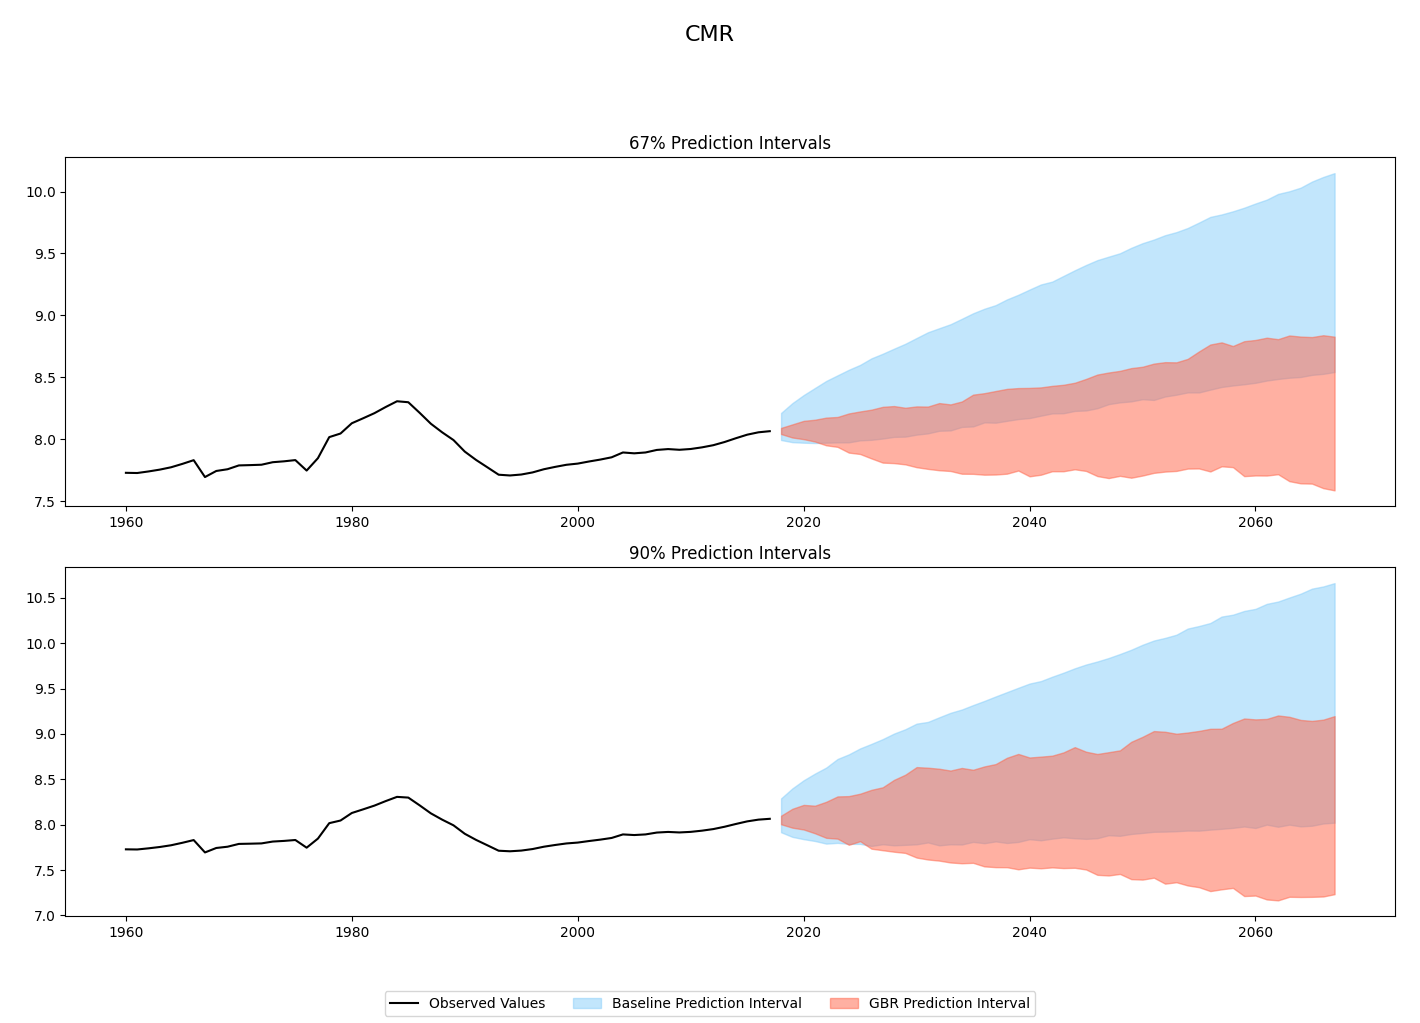 CMR
67% Prediction Intervals
10.0
9.5
9.0
8.5
8.0
7.5
1960 1980 2000 2020 2040 2060
90% Prediction Intervals
10.5
10.0
9.5
9.0
8.5
8.0
7.5
7.0
1960 1980 2000 2020 2040 2060
Observed Values Baseline Prediction Interval GBR Prediction Interval